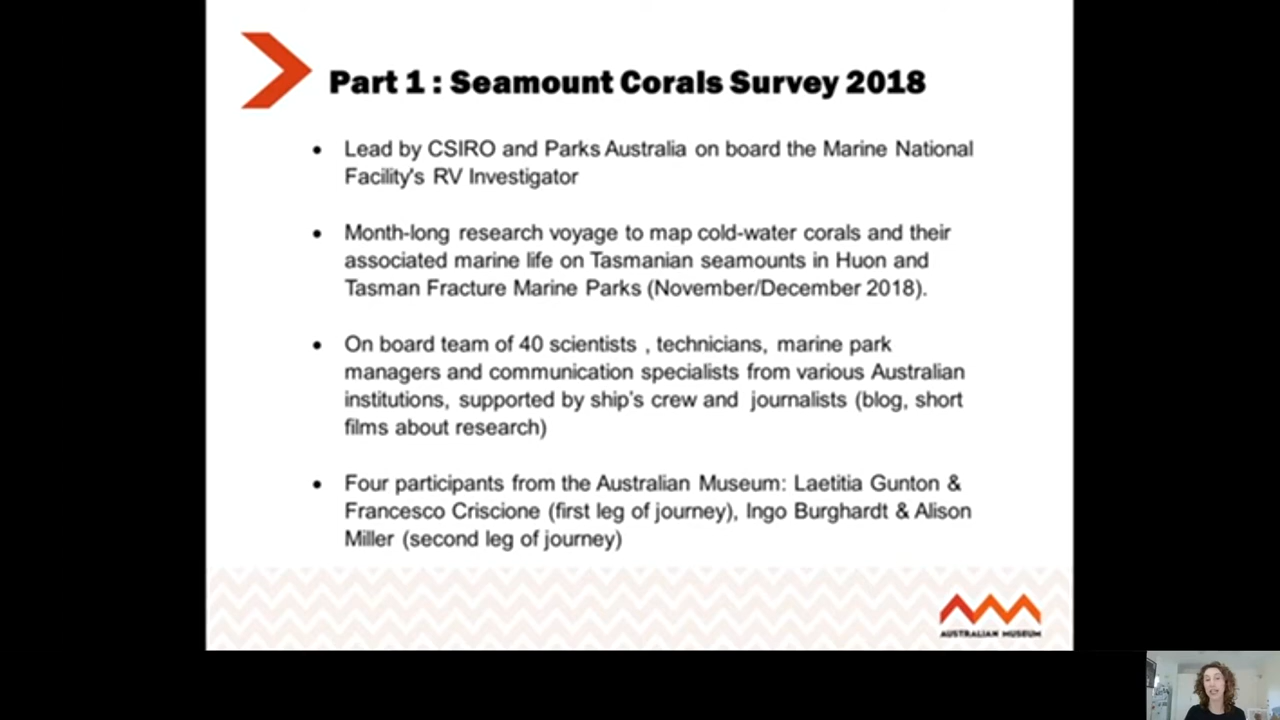 Part 1 : Seamount Corals Survey 2018
• Lead by CSIRO and Parks Australia on board the Marine National
Facility's RV Investigator
• Month-long research voyage to map cold-water corals and their
associated marine life on Tasmanian seamounts in Huon and
Tasman Fracture Marine Parks (November/December 2018).
• On board team of 40 scientists , technicians, marine park
managers and communication specialists from various Australian
institutions, supported by ship's crew and journalists (blog, short
films about research)
• Four participants from the Australian Museum: Laetitia Gunton &
Francesco Criscione (first leg of journey), Ingo Burghardt & Alison
Miller (second leg of journey)
AUSTRALIAN MUSEUM